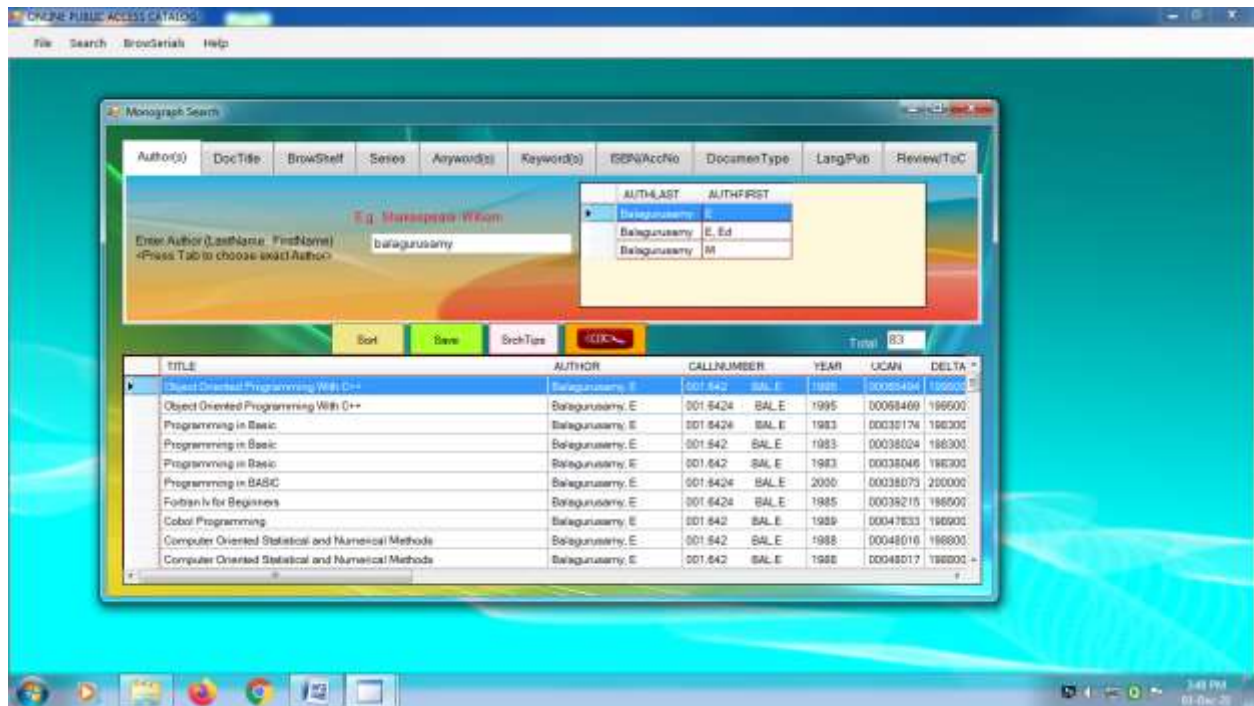 ONLINE PUBLIC ACCESS CATALOG
File Search BrowSerials Help
Monograph Search
Author(s) DocTitle BrowShelf Series Anyword(s) Keyword(s) ISBN/AccNo DocumenType Lang/Pub Review/ToC
AUTHLAST AUTHFIRST
E.g. Shakespeare William
Balagurusamy E
Enter Author (LastName, FirstName) balagurusamy
Balagurusamy E, Ed
<Press Tab to choose exact Author>
Balagurusamy M
Sort Save SrchTips Total 83
TITLE AUTHOR CALLNUMBER YEAR UCAN DELTA
Object Oriented Programming With C++ Balagurusamy, E 001.642 BAL.E
Object Oriented Programming With C++ Balagurusamy, E 001.6424 BAL.E 1995 00068469 199500
Programming in Basic Balagurusamy, E 001.6424 BAL.E 1983 00030174 198300
Programming in Basic Balagurusamy, E 001.642 BAL.E 1983 00038024 198300
Programming in Basic Balagurusamy, E 001.642 BAL.E 1983 00038046 198300
Programming in BASIC Balagurusamy, E 001.6424 BAL.E 2000 00038073 200000
Fortran Iv for Beginners Balagurusamy, E 001.6424 BAL.E 1985 00039215 198500
Cobol Programming Balagurusamy, E 001.642 BAL.E 1989 00047833 198900
Computer Oriented Statistical and Numerical Methods Balagurusamy, E 001.642 BAL.E 1988 00048016 198800
Computer Oriented Statistical and Numerical Methods Balagurusamy, E 001.642 BAL.E 1988 00048017 198800
3:48 PM